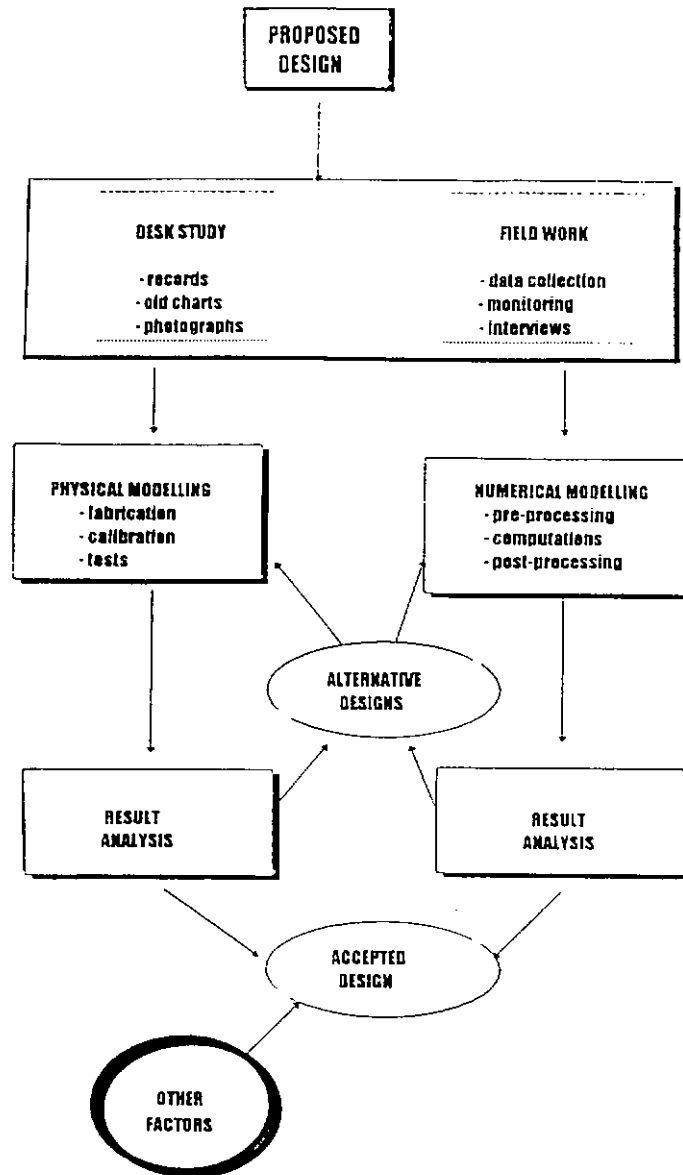 PROPOSED
DESIGN
DESK STUDY
- records
- old charts
- photographs
FIELD WORK
- data collection
- monitoring
- interviews
PHYSICAL MODELLING
- fabrication
- calibration
- tests
NUMERICAL MODELLING
- pre-processing
- computations
- post-processing
ALTERNATIVE
DESIGNS
RESULT
ANALYSIS
RESULT
ANALYSIS
ACCEPTED
DESIGN
OTHER
FACTORS